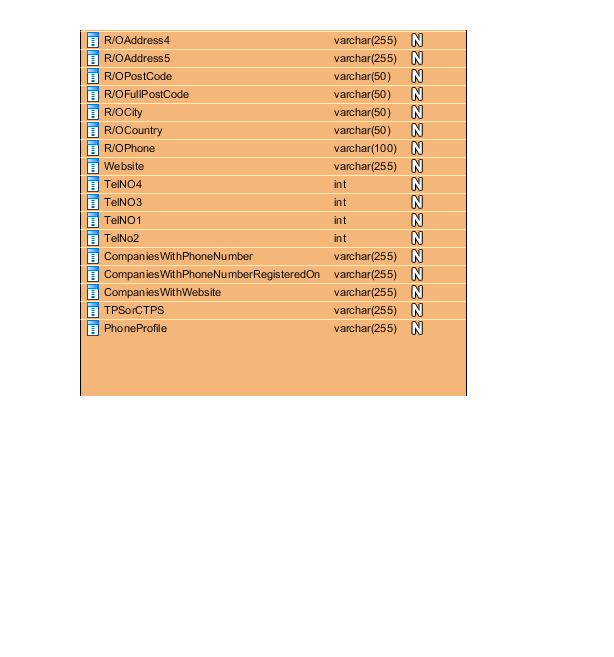 R/OAddress4 varchar(255) N
R/OAddress5 varchar(255) N
R/OPostCode varchar(50) N
R/OFullPostCode varchar(50) N
R/OCity varchar(50) N
R/OCountry varchar(50) N
R/OPhone varchar(100) N
Website varchar(255) N
TelNO4 int N
TelNO3 int N
TelNO1 int N
TelNo2 int N
CompaniesWithPhoneNumber varchar(255) N
CompaniesWithPhoneNumberRegisteredOn varchar(255) N
CompaniesWithWebsite varchar(255) N
TPSorCTPS varchar(255) N
PhoneProfile varchar(255) N